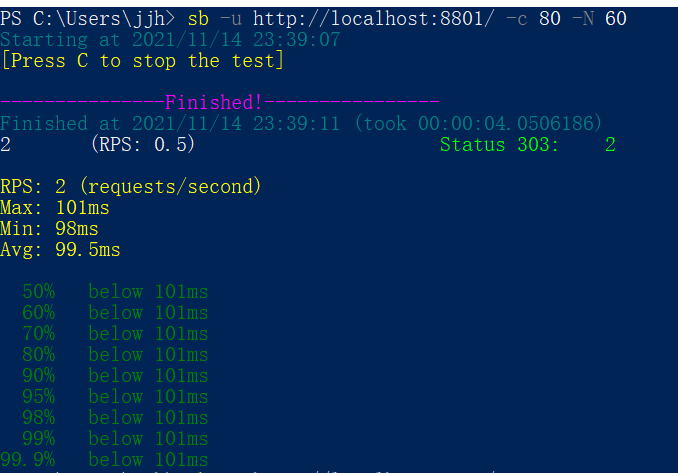 PS C:\Users\jjh> sb -u http://localhost:8801/ -c 80 -N 60
Starting at 2021/11/14 23:39:07
[Press C to stop the test]
---------------Finished!----------------
Finished at 2021/11/14 23:39:11 (took 00:00:04.0506186)
2 (RPS: 0.5) Status 303: 2
RPS: 2 (requests/second)
Max: 101ms
Min: 98ms
Avg: 99.5ms
50% below 101ms
60% below 101ms
70% below 101ms
80% below 101ms
90% below 101ms
95% below 101ms
98% below 101ms
99% below 101ms
99.9% below 101ms